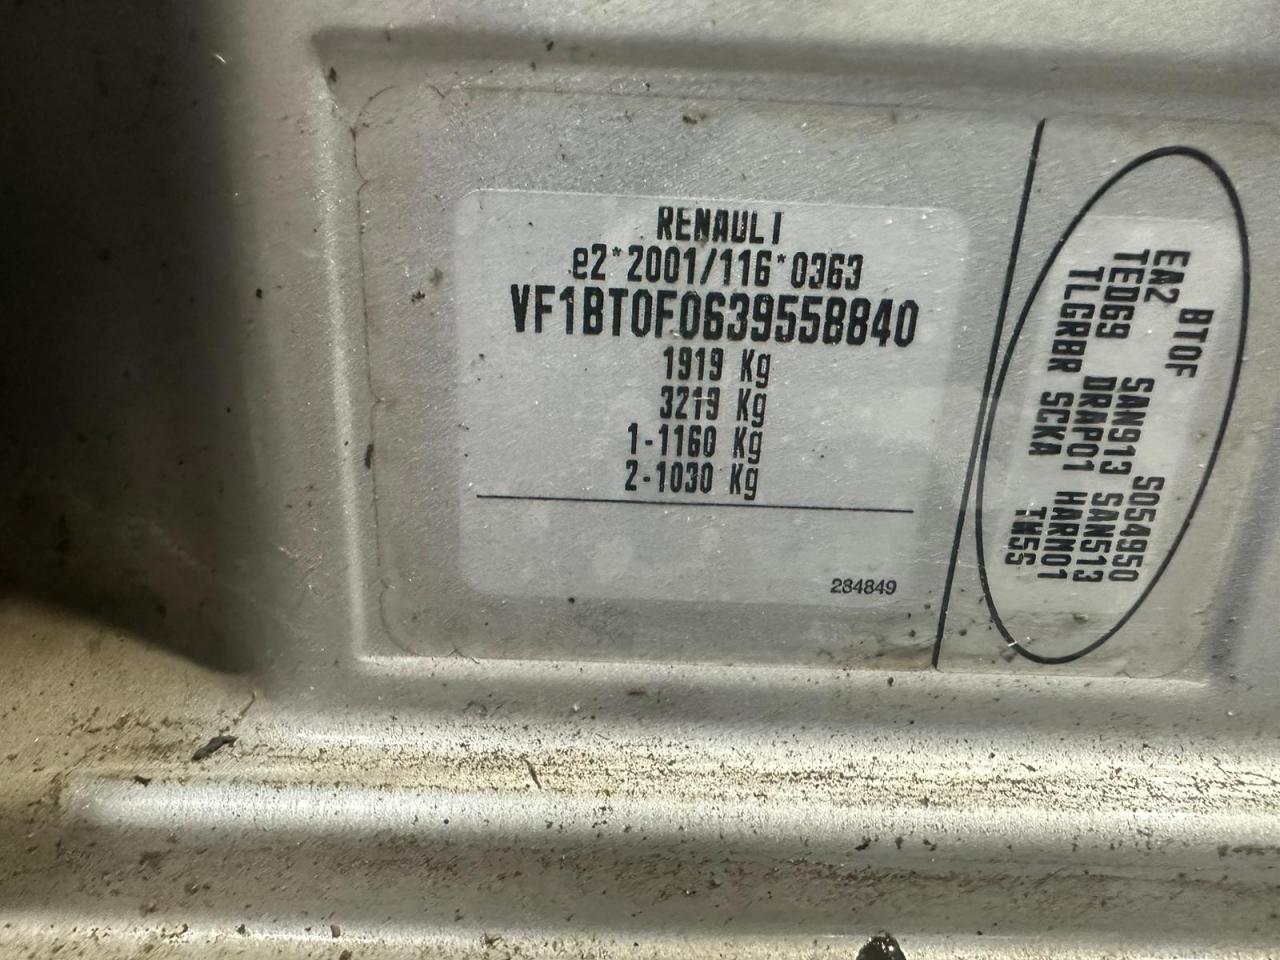 RENAULT
e2*2001/116*0363
VF1BT0F0639558840
1919 Kg
3219 Kg
1-1160 Kg
2-1030 Kg
284849
BT0F S054950
EA2 SAN913 SAN513
TED69 DRAP01 HARM01
TLGRBR SCKA TM5S